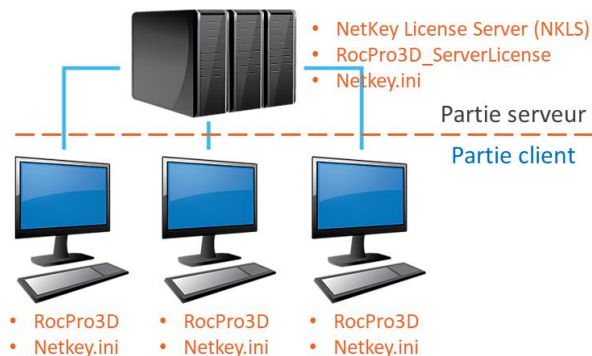 • NetKey License Server (NKLS)
• RocPro3D_ServerLicense
• Netkey.ini
Partie serveur
Partie client
• RocPro3D
• Netkey.ini
• RocPro3D
• Netkey.ini
• RocPro3D
• Netkey.ini